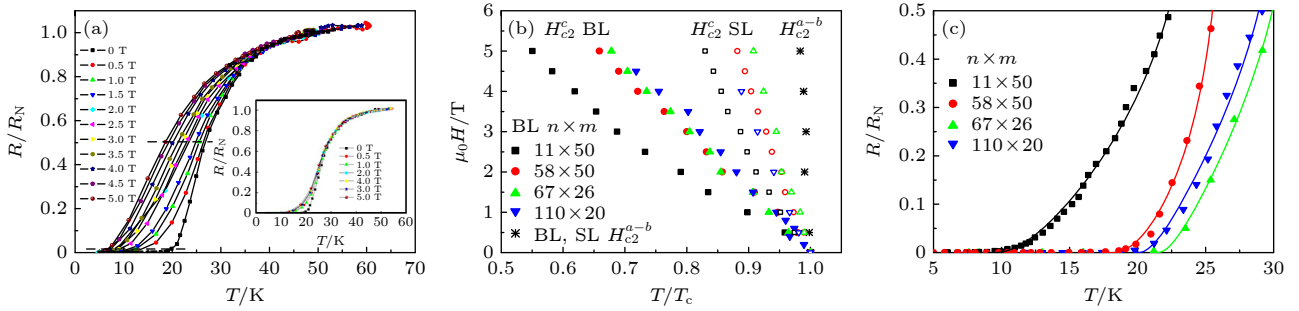 (a)
R/R_N
1.0
0.8
0.6
0.4
0.2
0
0 T
0.5 T
1.0 T
1.5 T
2.0 T
2.5 T
3.0 T
3.5 T
4.0 T
4.5 T
5.0 T
R/R_N
1.0
0.8
0.6
0.4
0.2
0
0 T
0.5 T
1.0 T
2.0 T
4.0 T
3.0 T
5.0 T
0 10 20 30 40 50 60
T/K
0 10 20 30 40 50 60 70
T/K
(b) H^c_c2 BL H^c_c2 SL H^{a-b}_c2
μ0H/T
6
5
4
3
2
1
0
BL n×m
11×50
58×50
67×26
110×20
BL, SL H^{a-b}_c2
0.5 0.6 0.7 0.8 0.9 1.0
T/T_c
(c)
R/R_N
0.5
0.4
0.3
0.2
0.1
0
n×m
11×50
58×50
67×26
110×20
5 10 15 20 25 30
T/K